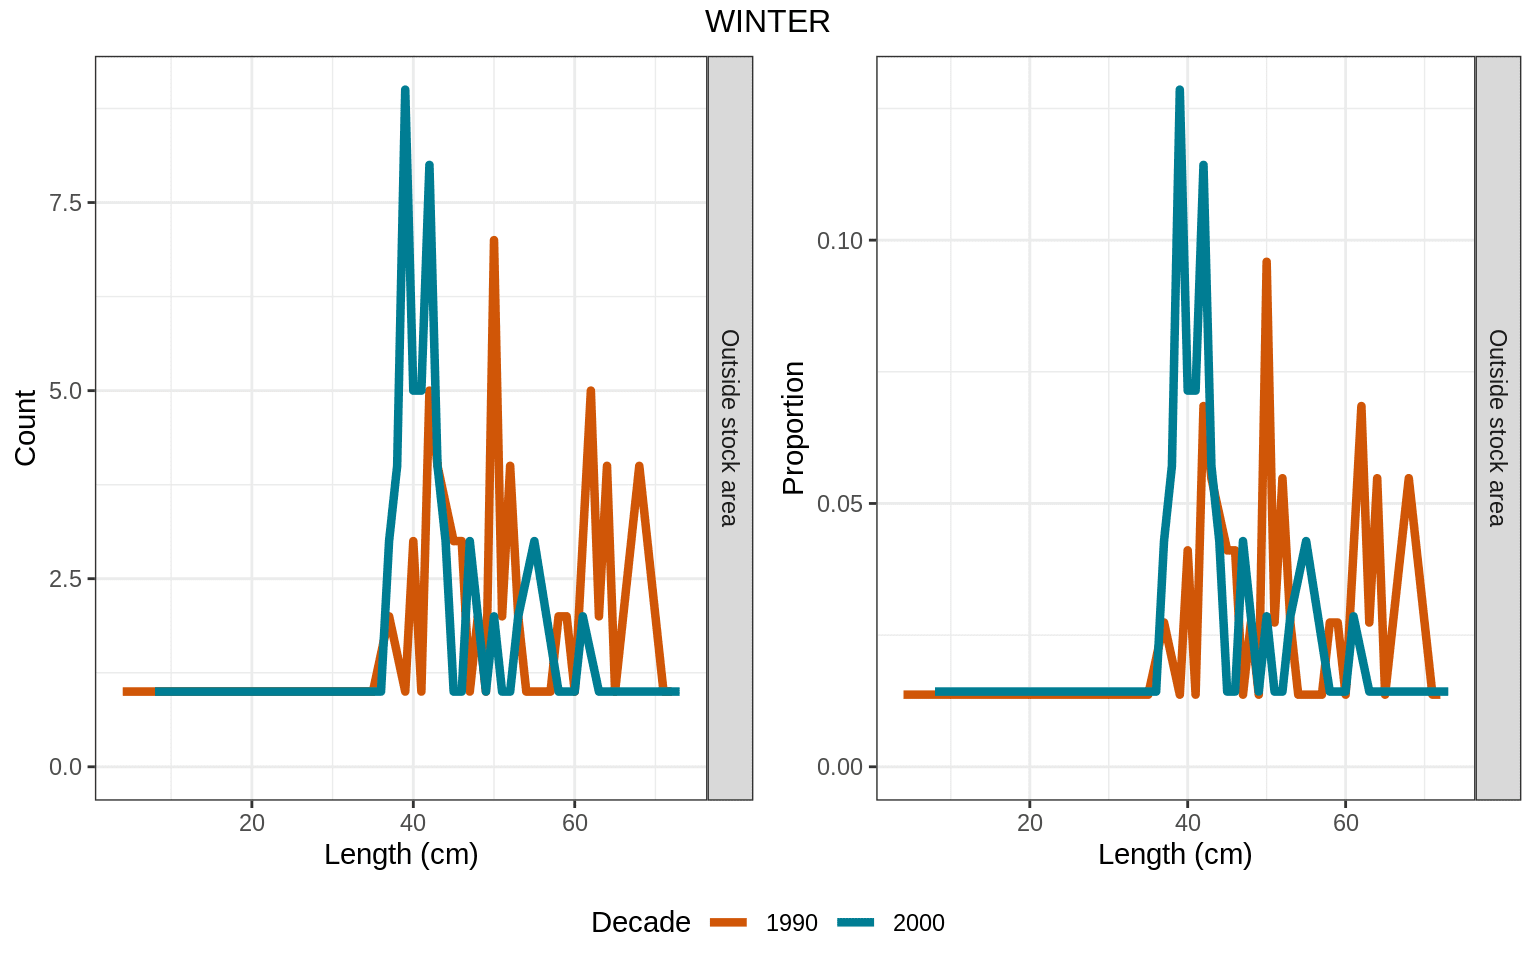 WINTER
Count
7.5
5.0
2.5
0.0
20 40 60
Length (cm)
Outside stock area
Proportion
0.10
0.05
0.00
20 40 60
Length (cm)
Outside stock area
Decade 1990 2000